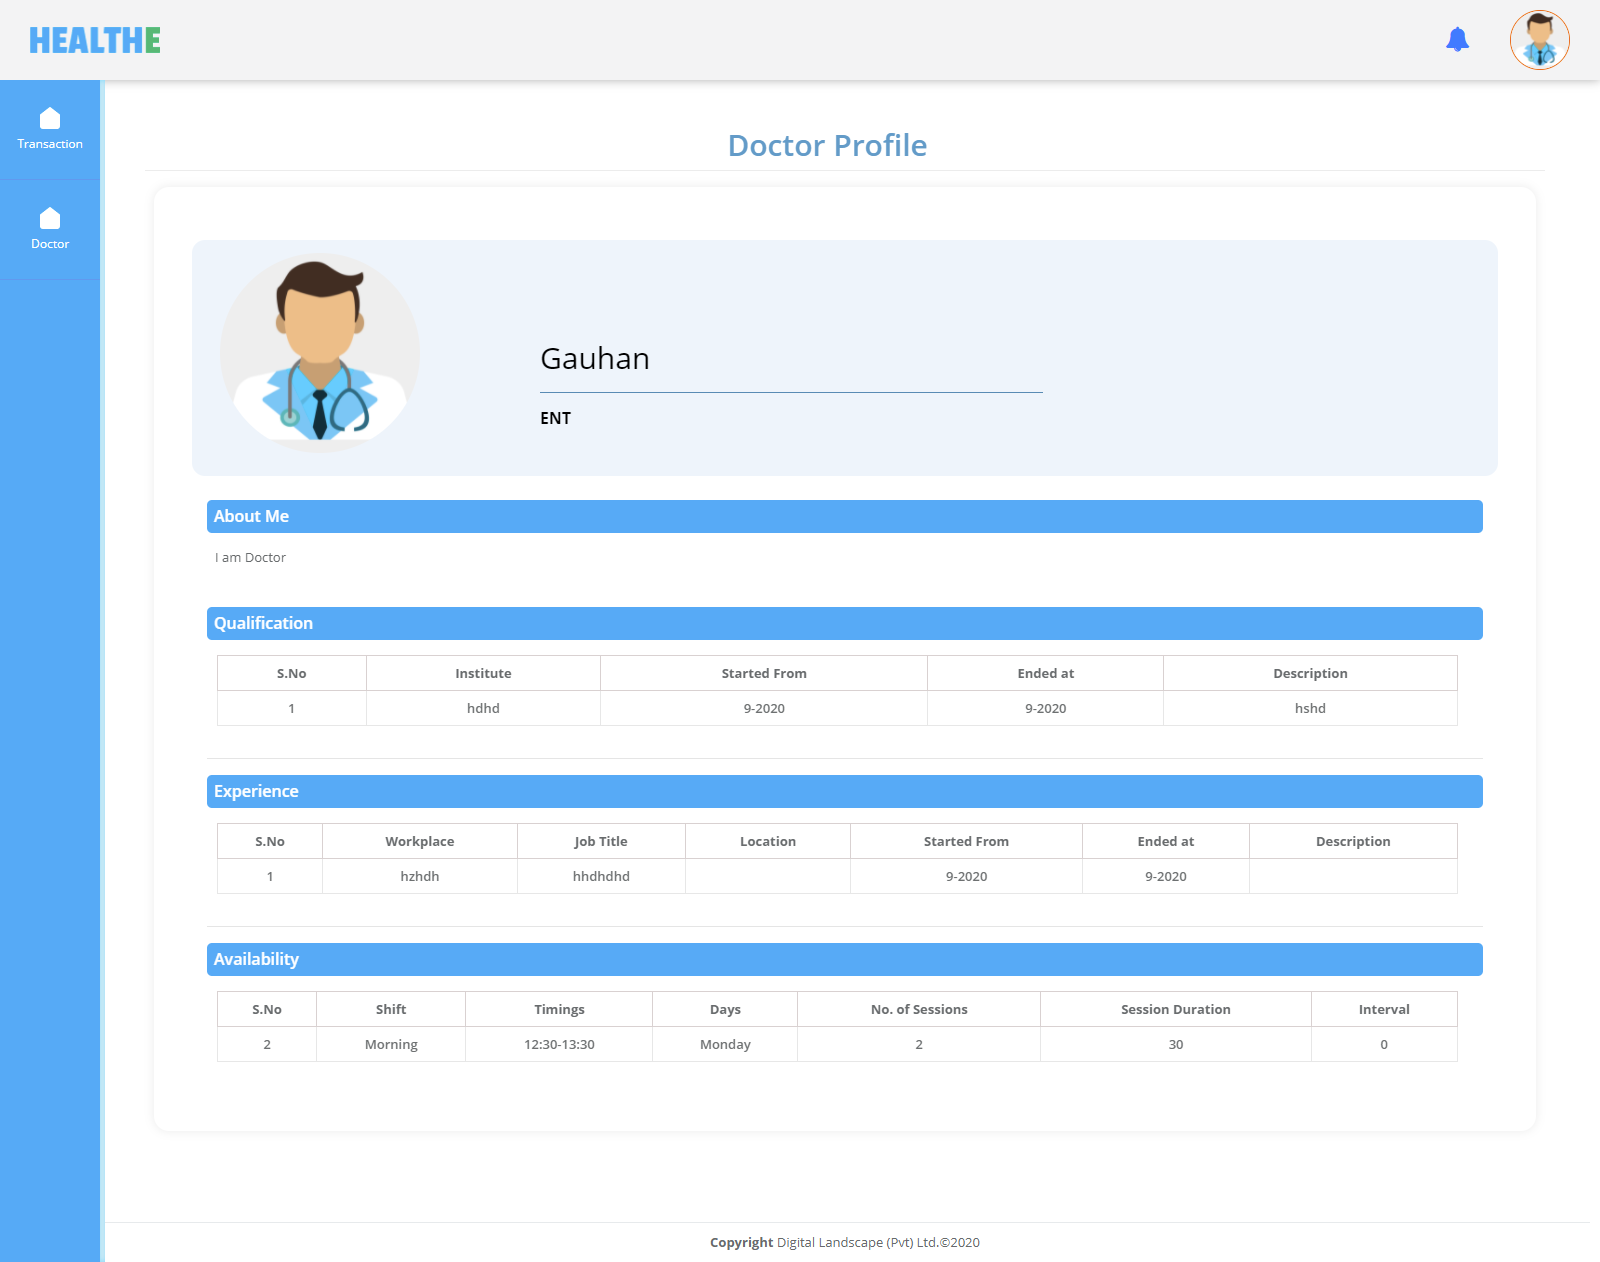 HEALTHE
Transaction
Doctor
Doctor Profile
Gauhan
ENT
About Me
I am Doctor
Qualification
S.No Institute Started From Ended at Description
1 hdhd 9-2020 9-2020 hshd
Experience
S.No Workplace Job Title Location Started From Ended at Description
1 hzhdh hhdhdhd 9-2020 9-2020
Availability
S.No Shift Timings Days No. of Sessions Session Duration Interval
2 Morning 12:30-13:30 Monday 2 30 0
Copyright Digital Landscape (Pvt) Ltd.©2020